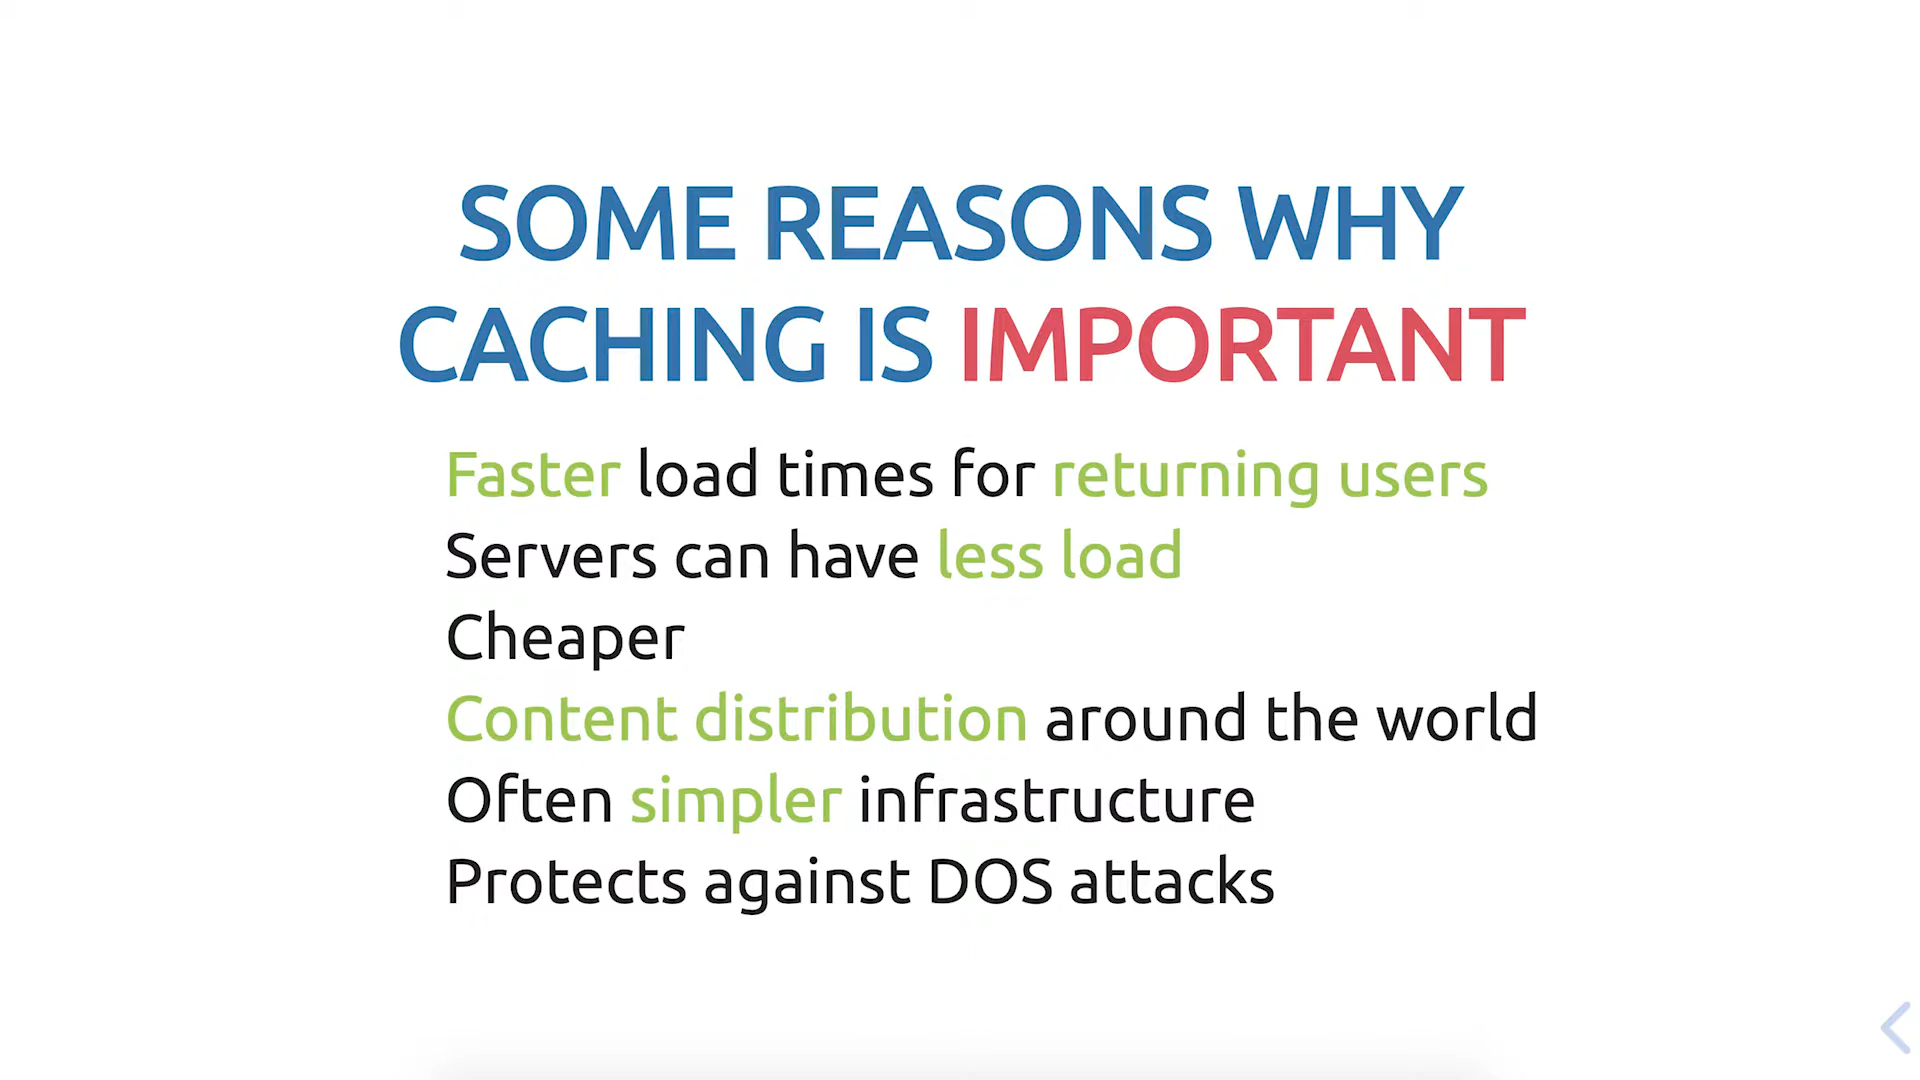 SOME REASONS WHY
CACHING IS IMPORTANT
Faster load times for returning users
Servers can have less load
Cheaper
Content distribution around the world
Often simpler infrastructure
Protects against DOS attacks